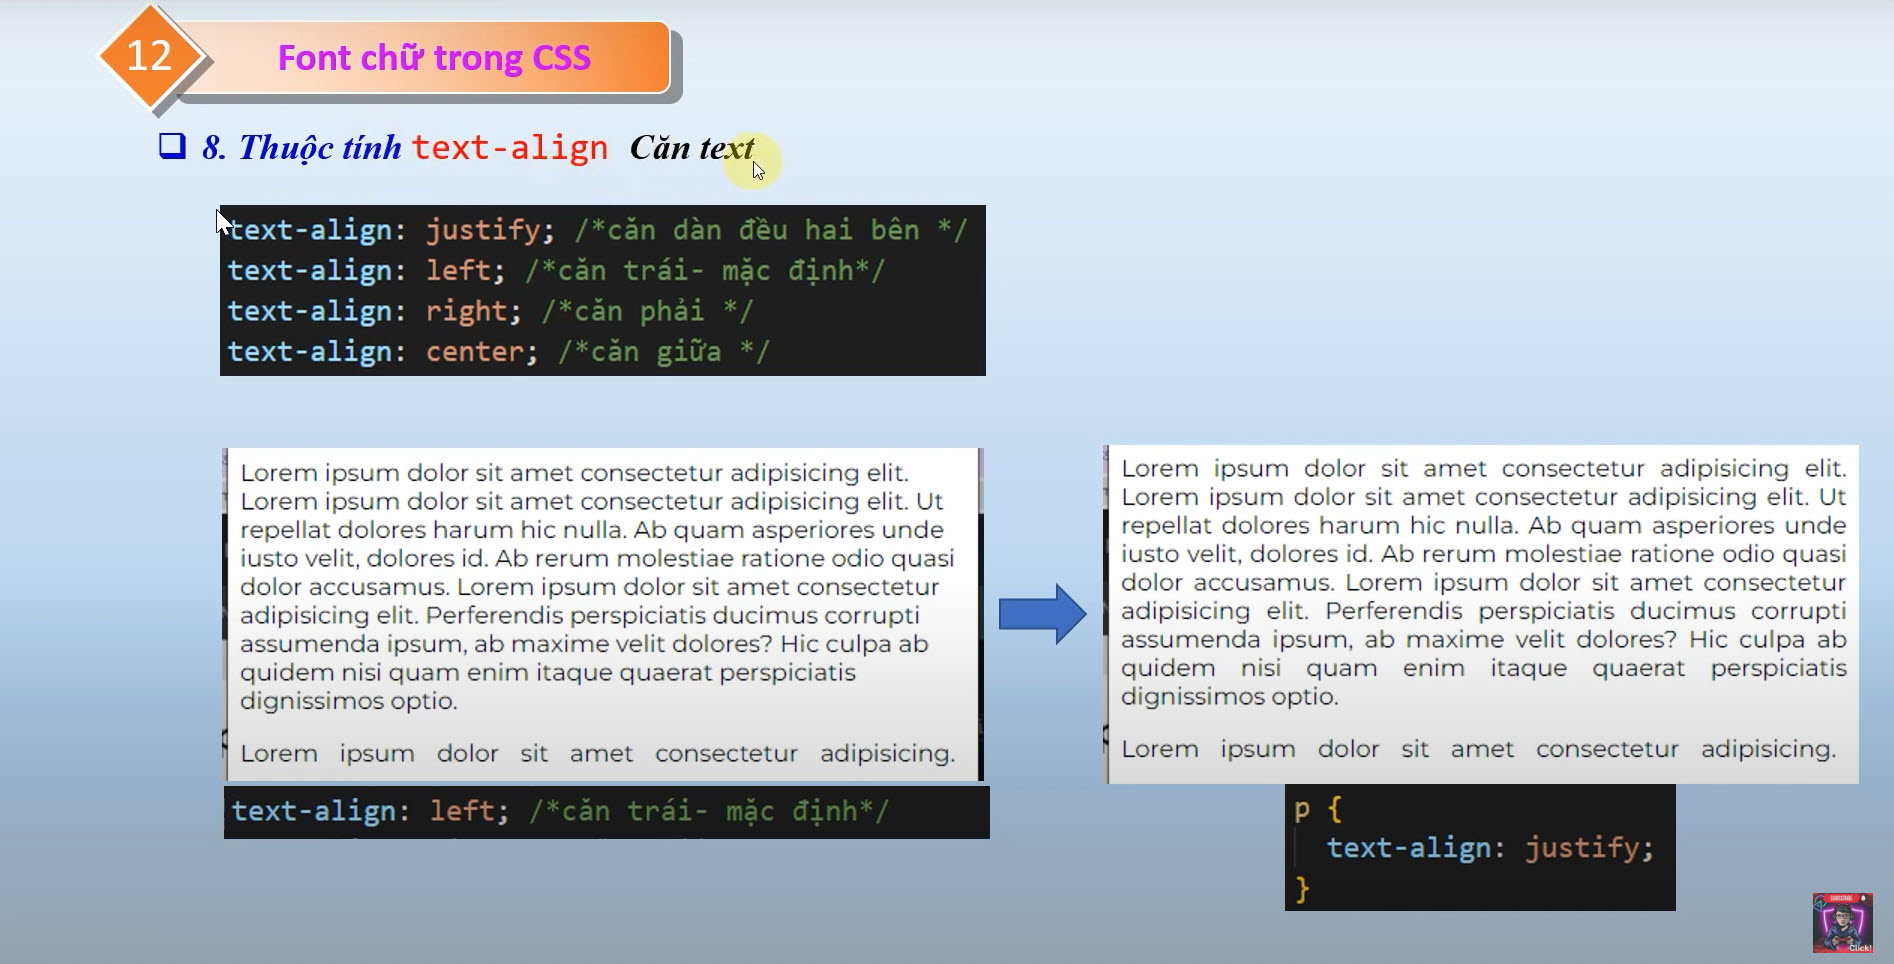 12
Font chữ trong CSS
8. Thuộc tính text-align Căn text
text-align: justify; /*căn dàn đều hai bên */
text-align: left; /*căn trái- mặc định*/
text-align: right; /*căn phải */
text-align: center; /*căn giữa */
Lorem ipsum dolor sit amet consectetur adipisicing elit.
Lorem ipsum dolor sit amet consectetur adipisicing elit. Ut
repellat dolores harum hic nulla. Ab quam asperiores unde
iusto velit, dolores id. Ab rerum molestiae ratione odio quasi
dolor accusamus. Lorem ipsum dolor sit amet consectetur
adipisicing elit. Perferendis perspiciatis ducimus corrupti
assumenda ipsum, ab maxime velit dolores? Hic culpa ab
quidem nisi quam enim itaque quaerat perspiciatis
dignissimos optio.
Lorem ipsum dolor sit amet consectetur adipisicing.
text-align: left; /*căn trái- mặc định*/
Lorem ipsum dolor sit amet consectetur adipisicing elit.
Lorem ipsum dolor sit amet consectetur adipisicing elit. Ut
repellat dolores harum hic nulla. Ab quam asperiores unde
iusto velit, dolores id. Ab rerum molestiae ratione odio quasi
dolor accusamus. Lorem ipsum dolor sit amet consectetur
adipisicing elit. Perferendis perspiciatis ducimus corrupti
assumenda ipsum, ab maxime velit dolores? Hic culpa ab
quidem nisi quam enim itaque quaerat perspiciatis
dignissimos optio.
Lorem ipsum dolor sit amet consectetur adipisicing.
p {
text-align: justify;
}
SUBSCRIBE
Click!